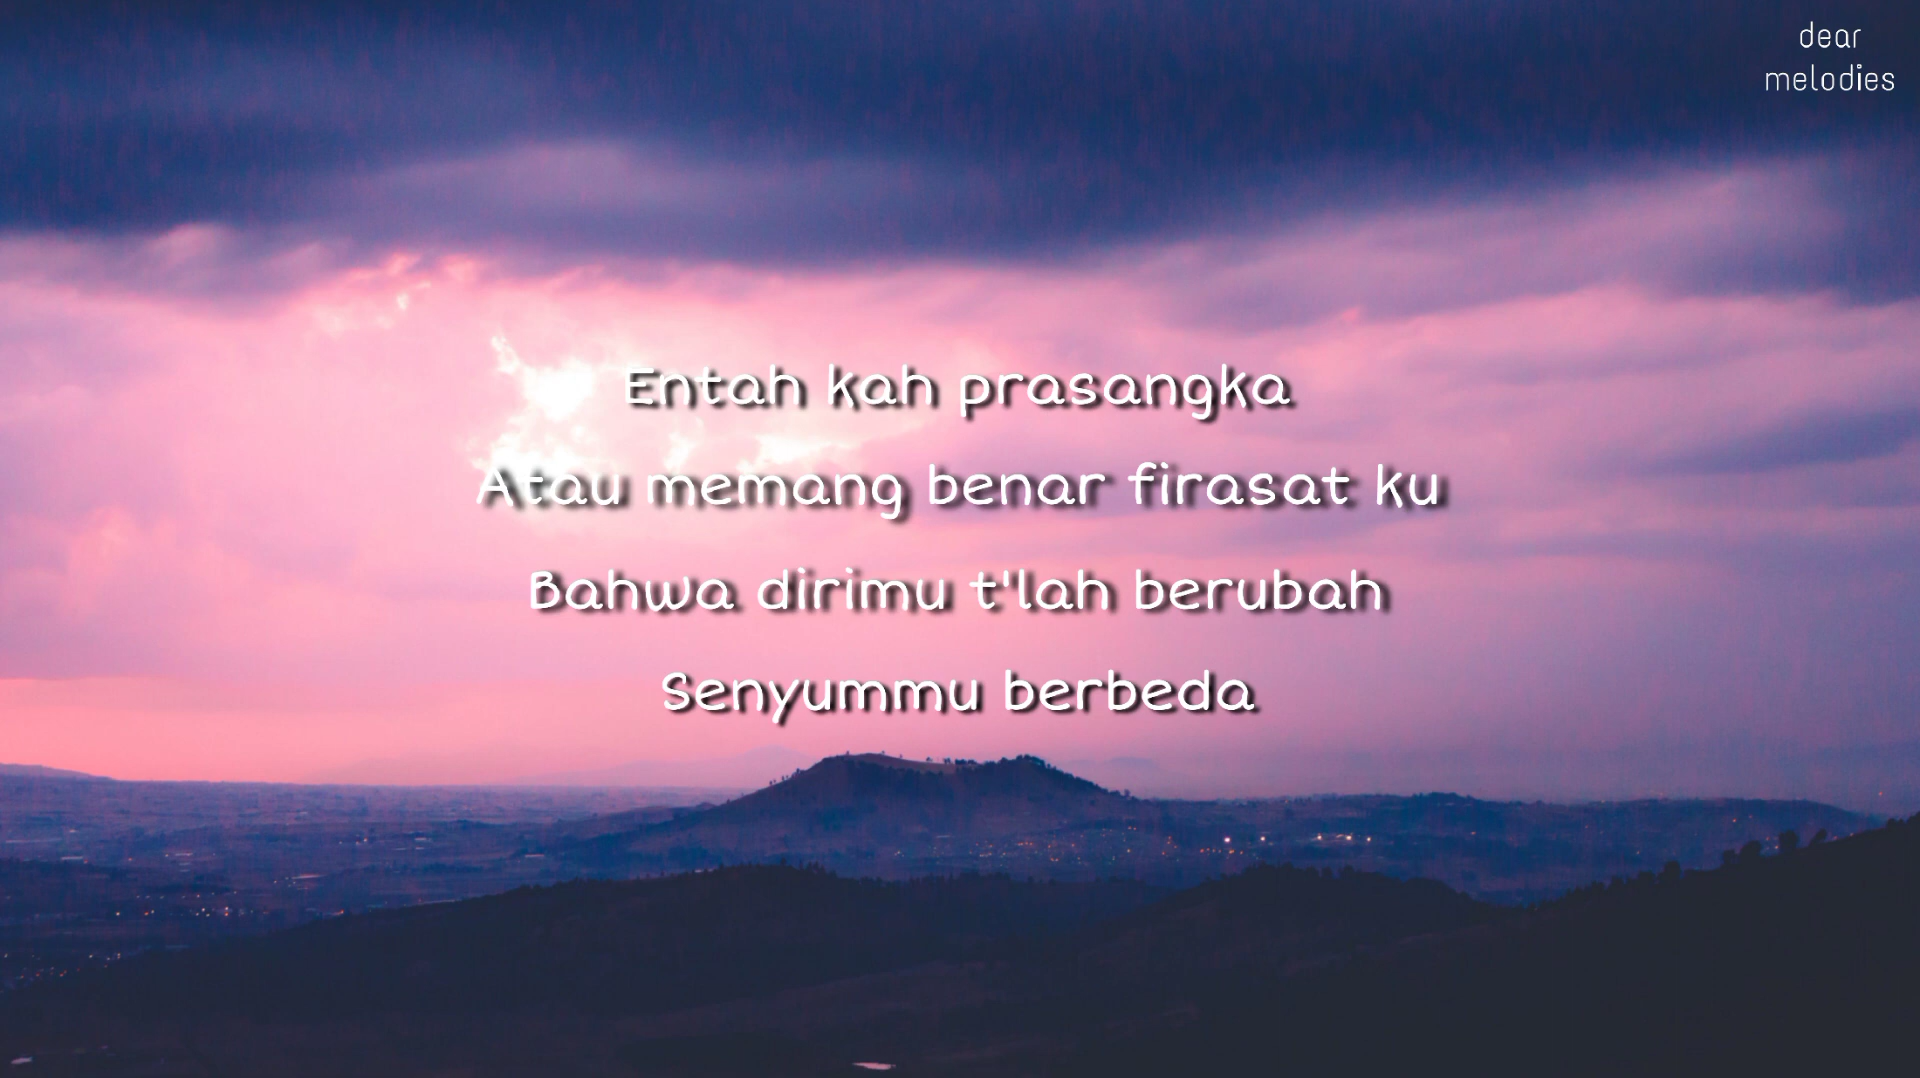 dear
melodies
Entah kah prasangka
Atau memang benar firasat ku
Bahwa dirimu t'lah berubah
Senyummu berbeda